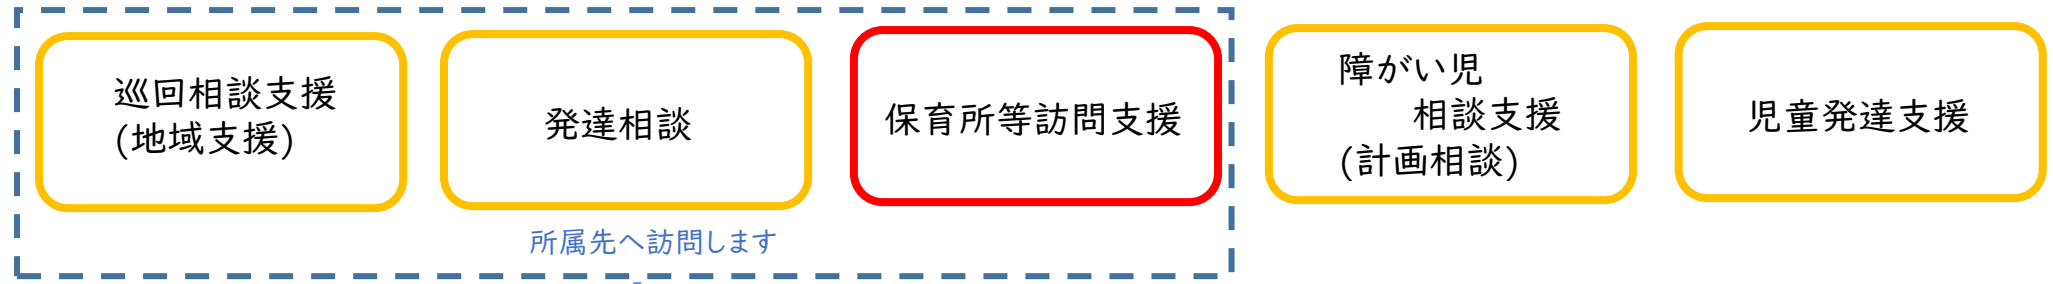 巡回相談支援
(地域支援)
発達相談
保育所等訪問支援
障がい児
相談支援
(計画相談)
児童発達支援
所属先へ訪問します